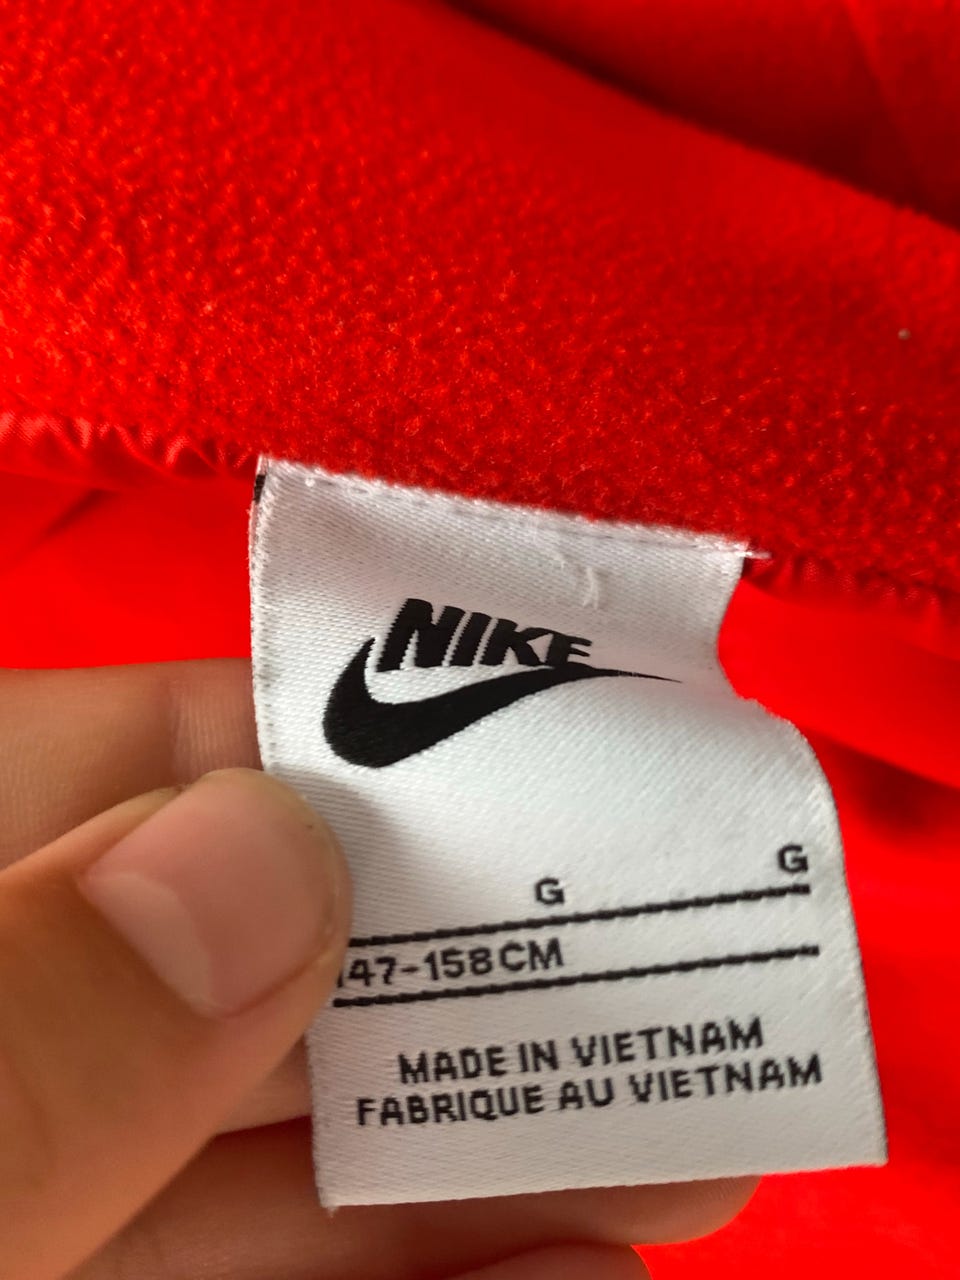 NIKE
G G
147-158CM
MADE IN VIETNAM
FABRIQUE AU VIETNAM